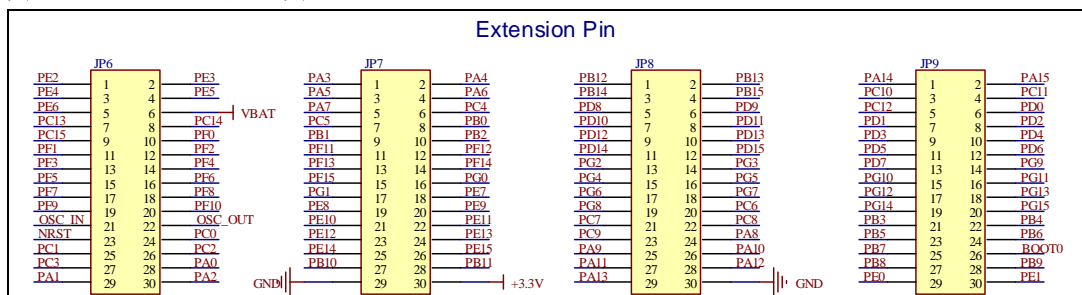 Extension Pin
JP6
PE2 1 2 PE3
PE4 3 4 PE5
PE6 5 6 VBAT
PC13 7 8 PC14
PC15 9 10 PF0
PF1 11 12 PF2
PF3 13 14 PF4
PF5 15 16 PF6
PF7 17 18 PF8
PF9 19 20 PF10
OSC_IN 21 22 OSC_OUT
NRST 23 24 PC0
PC1 25 26 PC2
PC3 27 28 PA0
PA1 29 30 PA2
JP7
PA3 1 2 PA4
PA5 3 4 PA6
PA7 5 6 PC4
PC5 7 8 PB0
PB1 9 10 PB2
PF11 11 12 PF12
PF13 13 14 PF14
PF15 15 16 PG0
PG1 17 18 PE7
PE8 19 20 PE9
PE10 21 22 PE11
PE12 23 24 PE13
PE14 25 26 PE15
PB10 27 28 PB11
GND 29 30 +3.3V
JP8
PB12 1 2 PB13
PB14 3 4 PB15
PD8 5 6 PD9
PD10 7 8 PD11
PD12 9 10 PD13
PD14 11 12 PD15
PG2 13 14 PG3
PG4 15 16 PG5
PG6 17 18 PG7
PG8 19 20 PC6
PC7 21 22 PC8
PC9 23 24 PA8
PA9 25 26 PA10
PA11 27 28 PA12
PA13 29 30 GND
JP9
PA14 1 2 PA15
PC10 3 4 PC11
PC12 5 6 PD0
PD1 7 8 PD2
PD3 9 10 PD4
PD5 11 12 PD6
PD7 13 14 PG9
PG10 15 16 PG11
PG12 17 18 PG13
PG14 19 20 PG15
PB3 21 22 PB4
PB5 23 24 PB6
PB7 25 26 BOOT0
PB8 27 28 PB9
PE0 29 30 PE1